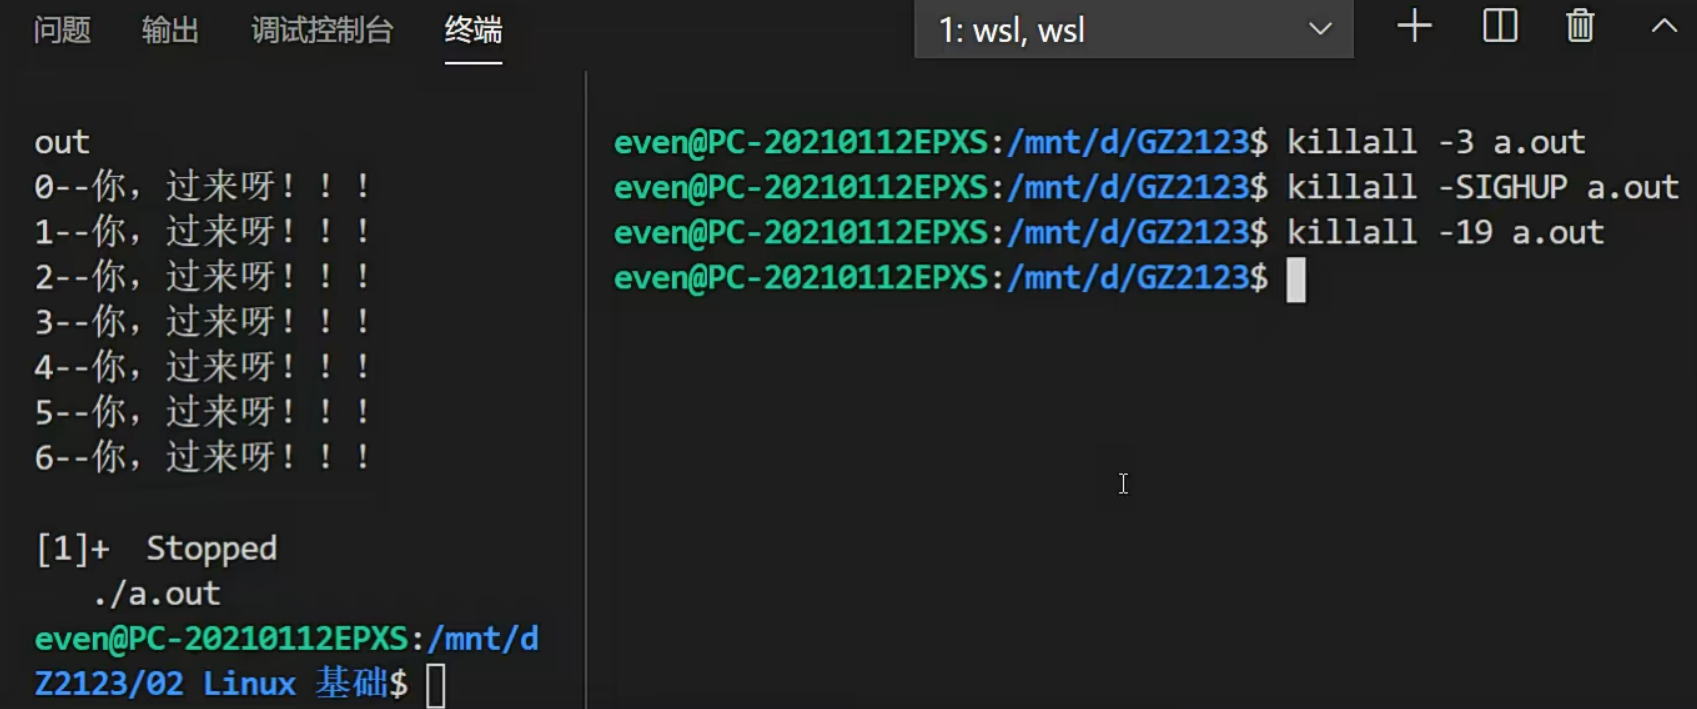 问题 输出 调试控制台 终端 1: wsl, wsl
out
0--你，过来呀！！！
1--你，过来呀！！！
2--你，过来呀！！！
3--你，过来呀！！！
4--你，过来呀！！！
5--你，过来呀！！！
6--你，过来呀！！！
[1]+  Stopped
./a.out
even@PC-20210112EPXS:/mnt/d
Z2123/02 Linux 基础$
even@PC-20210112EPXS:/mnt/d/GZ2123$ killall -3 a.out
even@PC-20210112EPXS:/mnt/d/GZ2123$ killall -SIGHUP a.out
even@PC-20210112EPXS:/mnt/d/GZ2123$ killall -19 a.out
even@PC-20210112EPXS:/mnt/d/GZ2123$